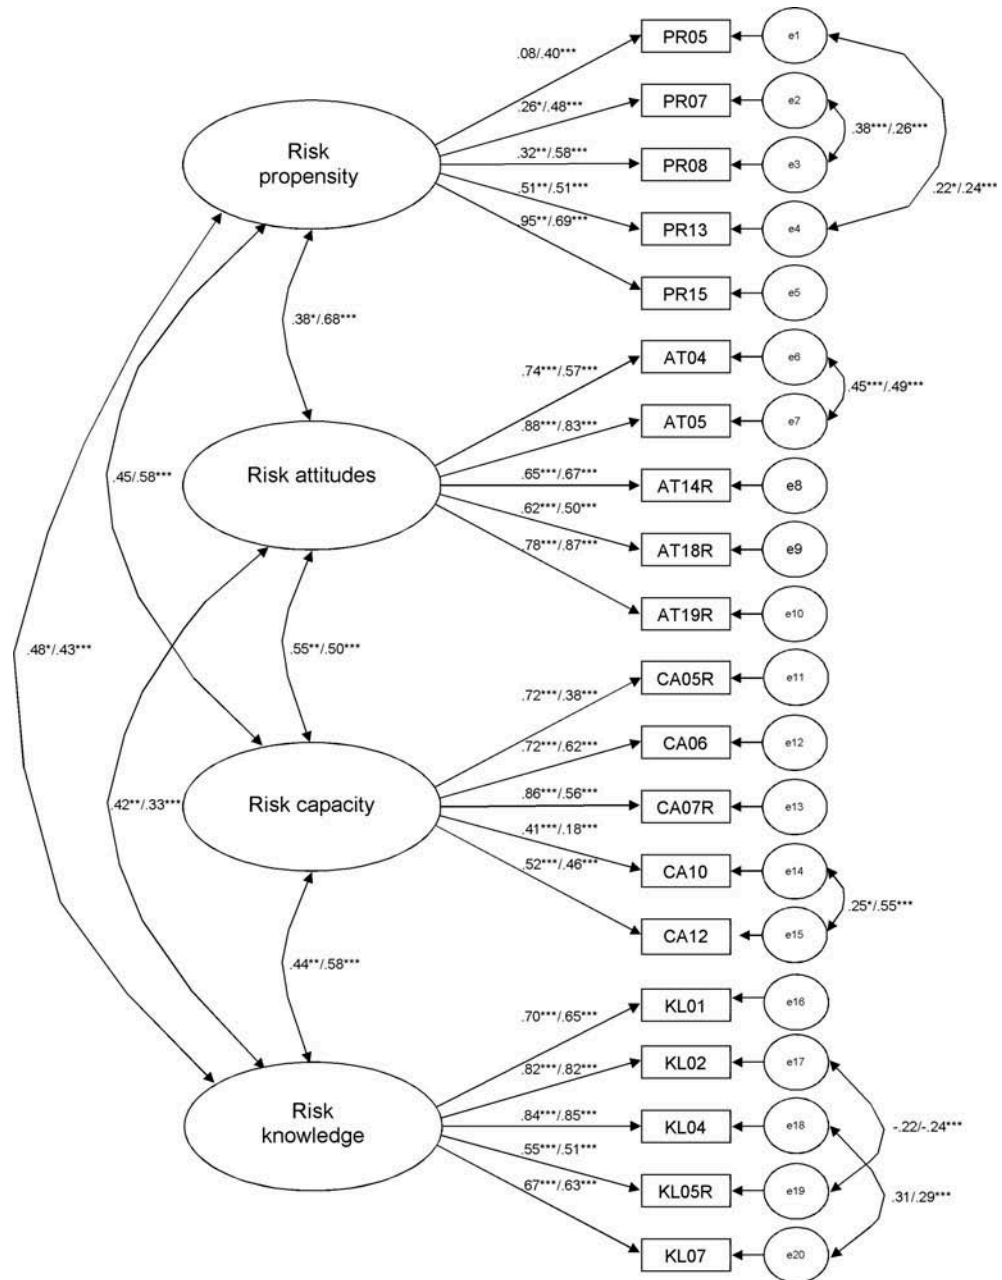 PR05
e1
.08/.40***
PR07
e2
.26*/.48***
.38***/.26***
Risk
propensity
.32**/.58***
PR08
e3
.51**/.51***
.22*/.24***
.95**/.69***
PR13
e4
PR15
e5
.38*/.68***
AT04
e6
.74***/.57***
.45***/.49***
.88***/.83***
AT05
e7
Risk attitudes
.45/.58***
.65***/.67***
AT14R
e8
.62***/.50***
.78***/.87***
AT18R
e9
AT19R
e10
.48*/.43***
.55**/.50***
CA05R
e11
.72***/.38***
CA06
e12
.72***/.62***
.42**/.33***
Risk capacity
.86***/.56***
CA07R
e13
.41***/.18***
.52***/.46***
CA10
e14
.25*/.55***
CA12
e15
.44**/.58***
KL01
e16
.70***/.65***
KL02
e17
.82***/.82***
Risk
knowledge
.84***/.85***
KL04
e18
-.22/-.24***
.55***/.51***
.67***/.63***
KL05R
e19
.31/.29***
KL07
e20